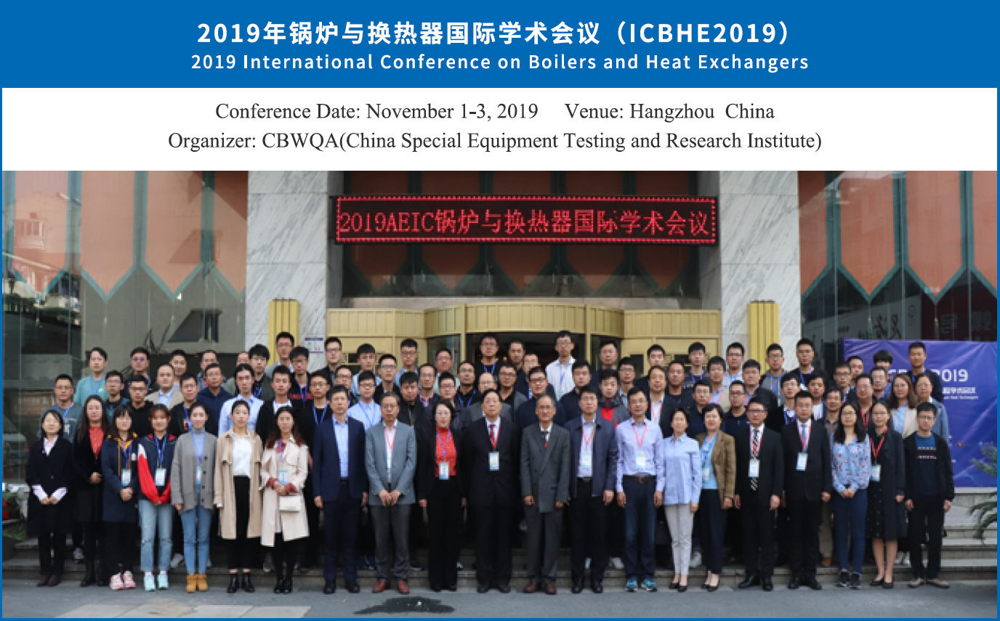 2019年锅炉与换热器国际学术会议（ICBHE2019）
2019 International Conference on Boilers and Heat Exchangers
Conference Date: November 1-3, 2019 Venue: Hangzhou China
Organizer: CBWQA(China Special Equipment Testing and Research Institute)
2019AEIC锅炉与换热器国际学术会议
2019
Heat Exchangers